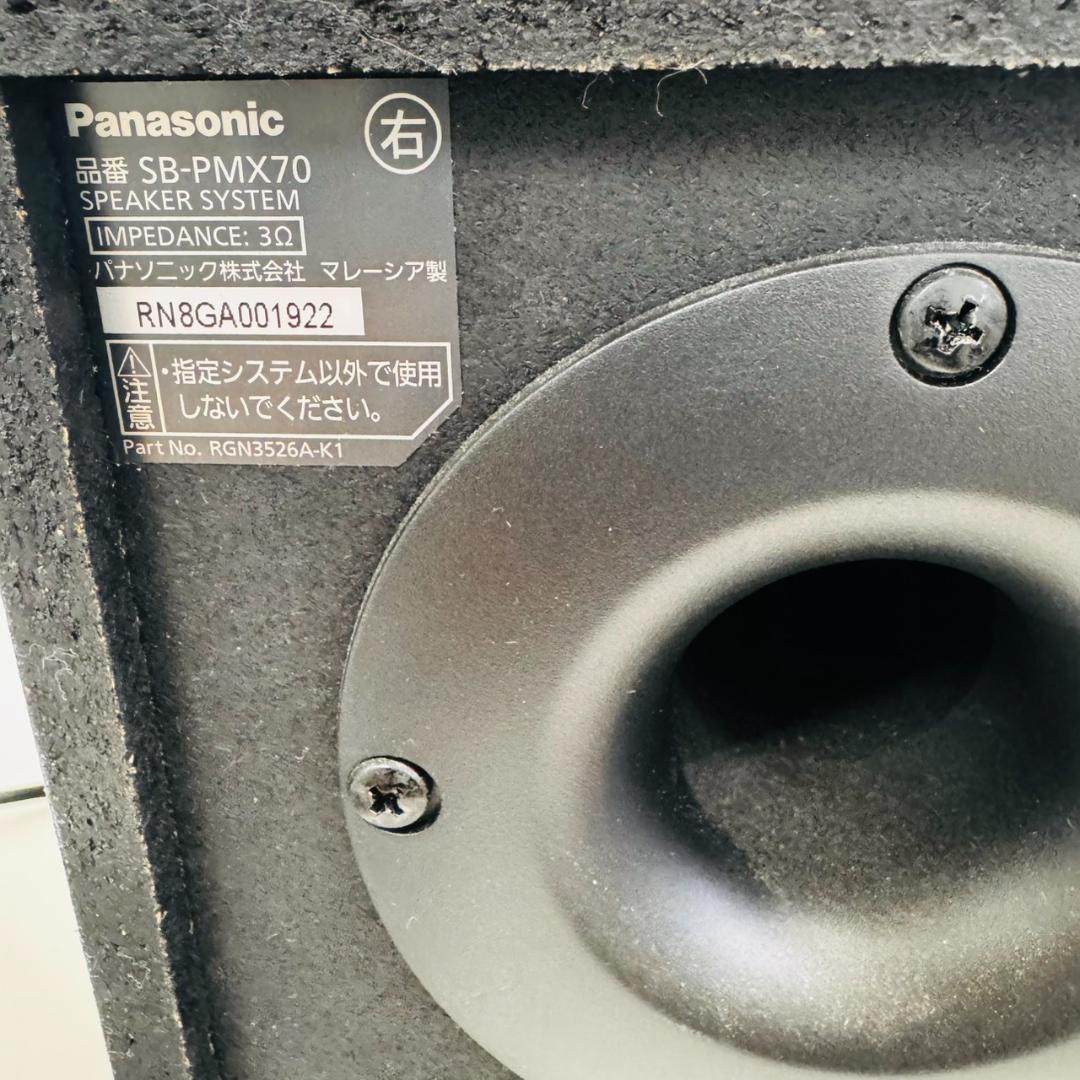 Panasonic
右
品番 SB-PMX70
SPEAKER SYSTEM
IMPEDANCE: 3Ω
パナソニック株式会社 マレーシア製
RN8GA001922
注意
・指定システム以外で使用
しないでください。
Part No. RGN3526A-K1